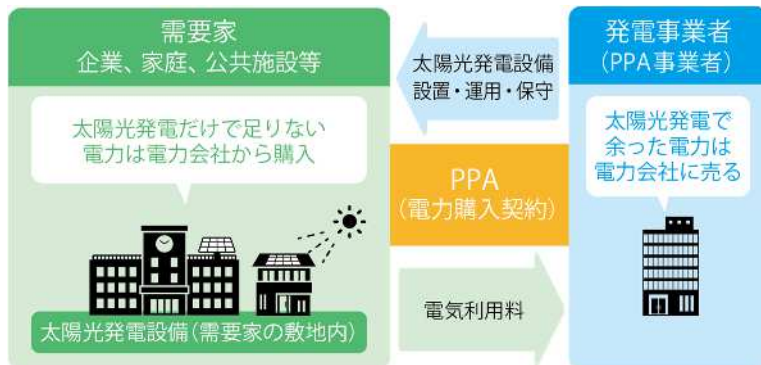 需要家
企業、家庭、公共施設等
太陽光発電だけで足りない
電力は電力会社から購入
太陽光発電設備(需要家の敷地内)
太陽光発電設備
設置・運用・保守
PPA
(電力購入契約)
電気利用料
発電事業者
(PPA事業者)
太陽光発電で
余った電力は
電力会社に売る